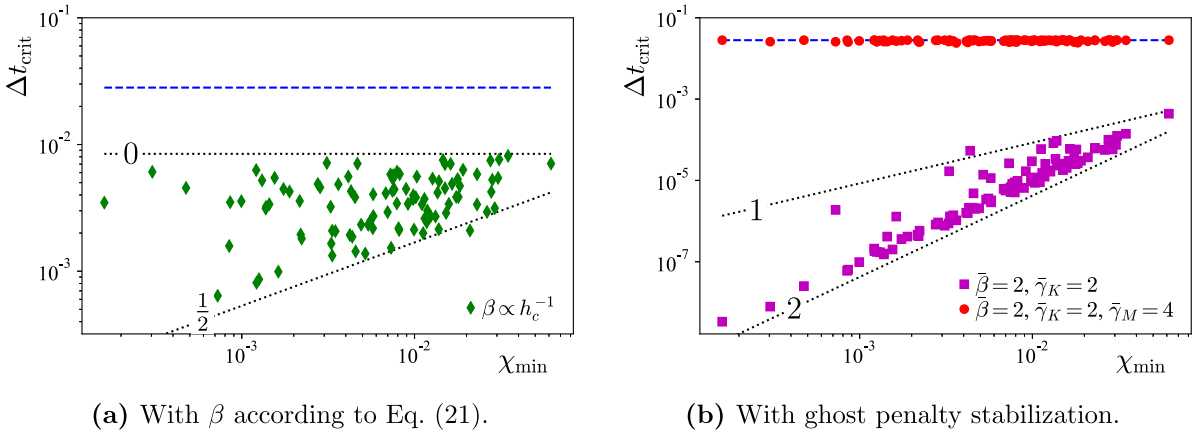 10⁻¹
10⁻²
10⁻³
Δt_crit
0
1/2
β ∝ h_c⁻¹
10⁻³
10⁻²
χ_min
(a) With β according to Eq. (21).
10¹
10⁻¹
10⁻³
10⁻⁵
10⁻⁷
Δt_crit
1
2
β̄ = 2, γ̄_K = 2
β̄ = 2, γ̄_K = 2, γ̄_M = 4
10⁻³
10⁻²
χ_min
(b) With ghost penalty stabilization.